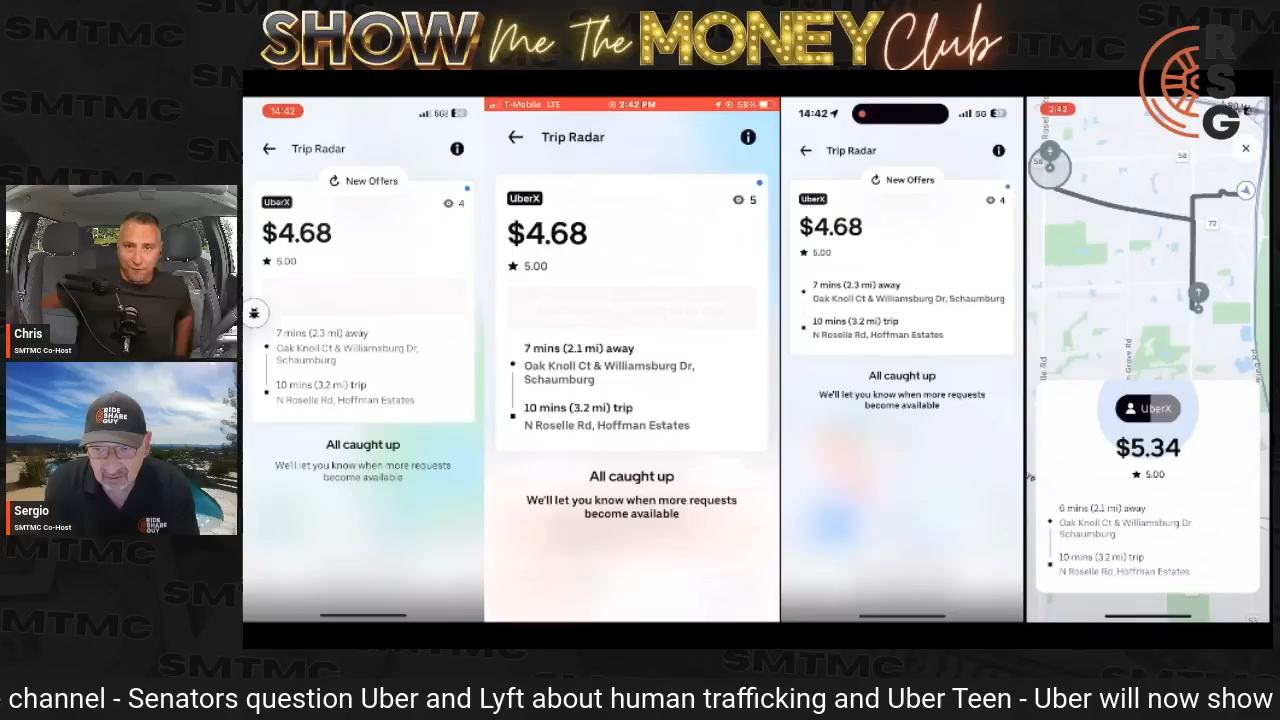 SHOW Me The MONEY Club
RSG
Chris
SMTMC Co-Host
RIDE
SHARE
GUY
Sergio
SMTMC Co-Host
14:42
5G
Trip Radar
New Offers
UberX
4
$4.68
5.00
7 mins (2.3 mi) away
Oak Knoll Ct & Williamsburg Dr,
Schaumburg
10 mins (3.2 mi) trip
N Roselle Rd, Hoffman Estates
All caught up
We'll let you know when more requests
become available
T-Mobile LTE
2:42 PM
58%
Trip Radar
UberX
5
$4.68
5.00
7 mins (2.1 mi) away
Oak Knoll Ct & Williamsburg Dr,
Schaumburg
10 mins (3.2 mi) trip
N Roselle Rd, Hoffman Estates
All caught up
We'll let you know when more requests
become available
14:42
5G
Trip Radar
New Offers
UberX
4
$4.68
5.00
7 mins (2.3 mi) away
Oak Knoll Ct & Williamsburg Dr, Schaumburg
10 mins (3.2 mi) trip
N Roselle Rd, Hoffman Estates
All caught up
We'll let you know when more requests
become available
2:42
58
58
72
UberX
$5.34
5.00
6 mins (2.1 mi) away
Oak Knoll Ct & Williamsburg Dr
Schaumburg
10 mins (3.2 mi) trip
N Roselle Rd, Hoffman Estates
53
SMTMC
channel - Senators question Uber and Lyft about human trafficking and Uber Teen - Uber will now show